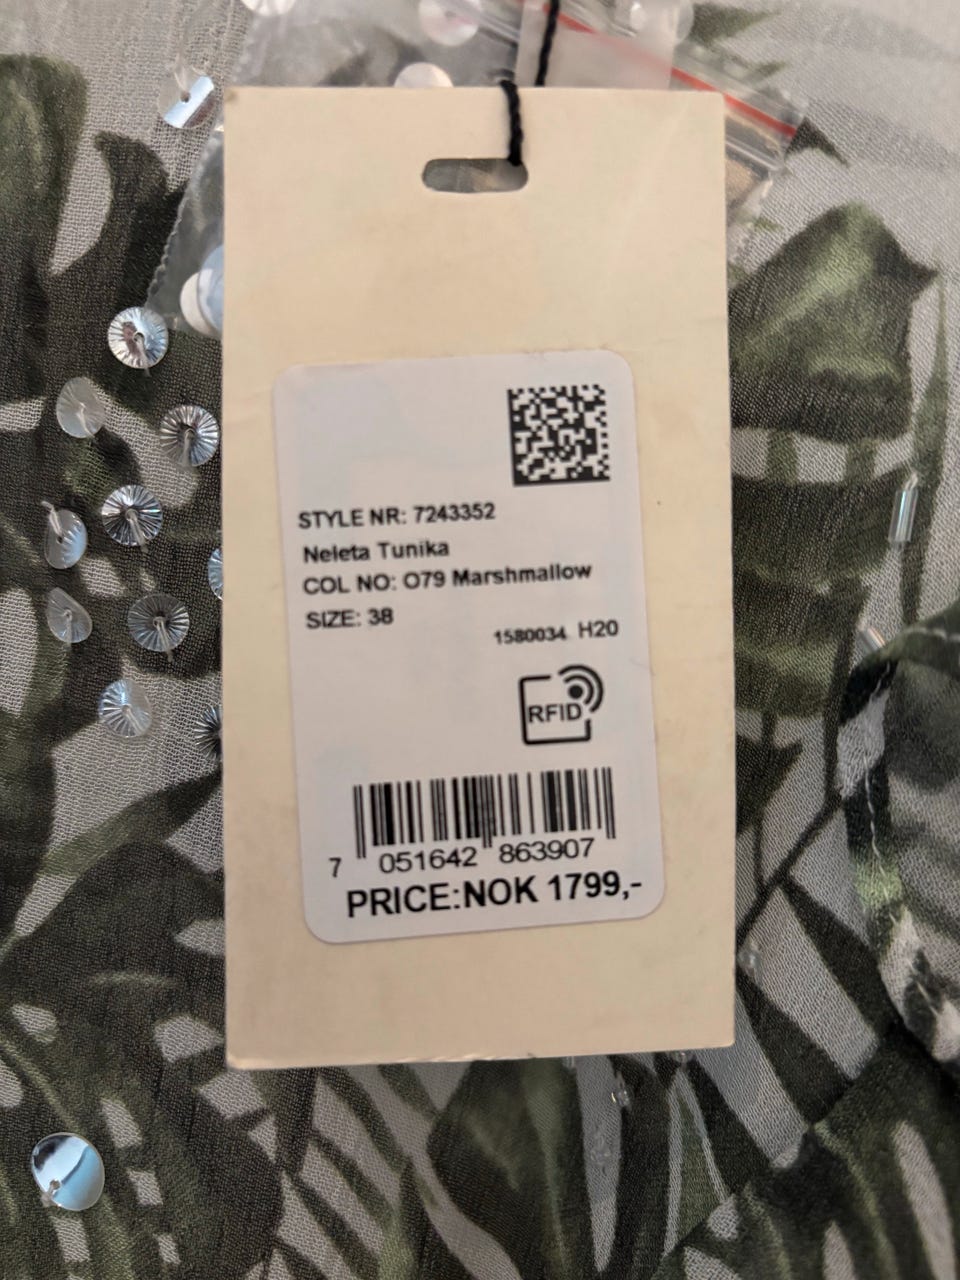 STYLE NR: 7243352
Neleta Tunika
COL NO: O79 Marshmallow
SIZE: 38
1580034 H20
RFID
7 051642 863907
PRICE:NOK 1799,-